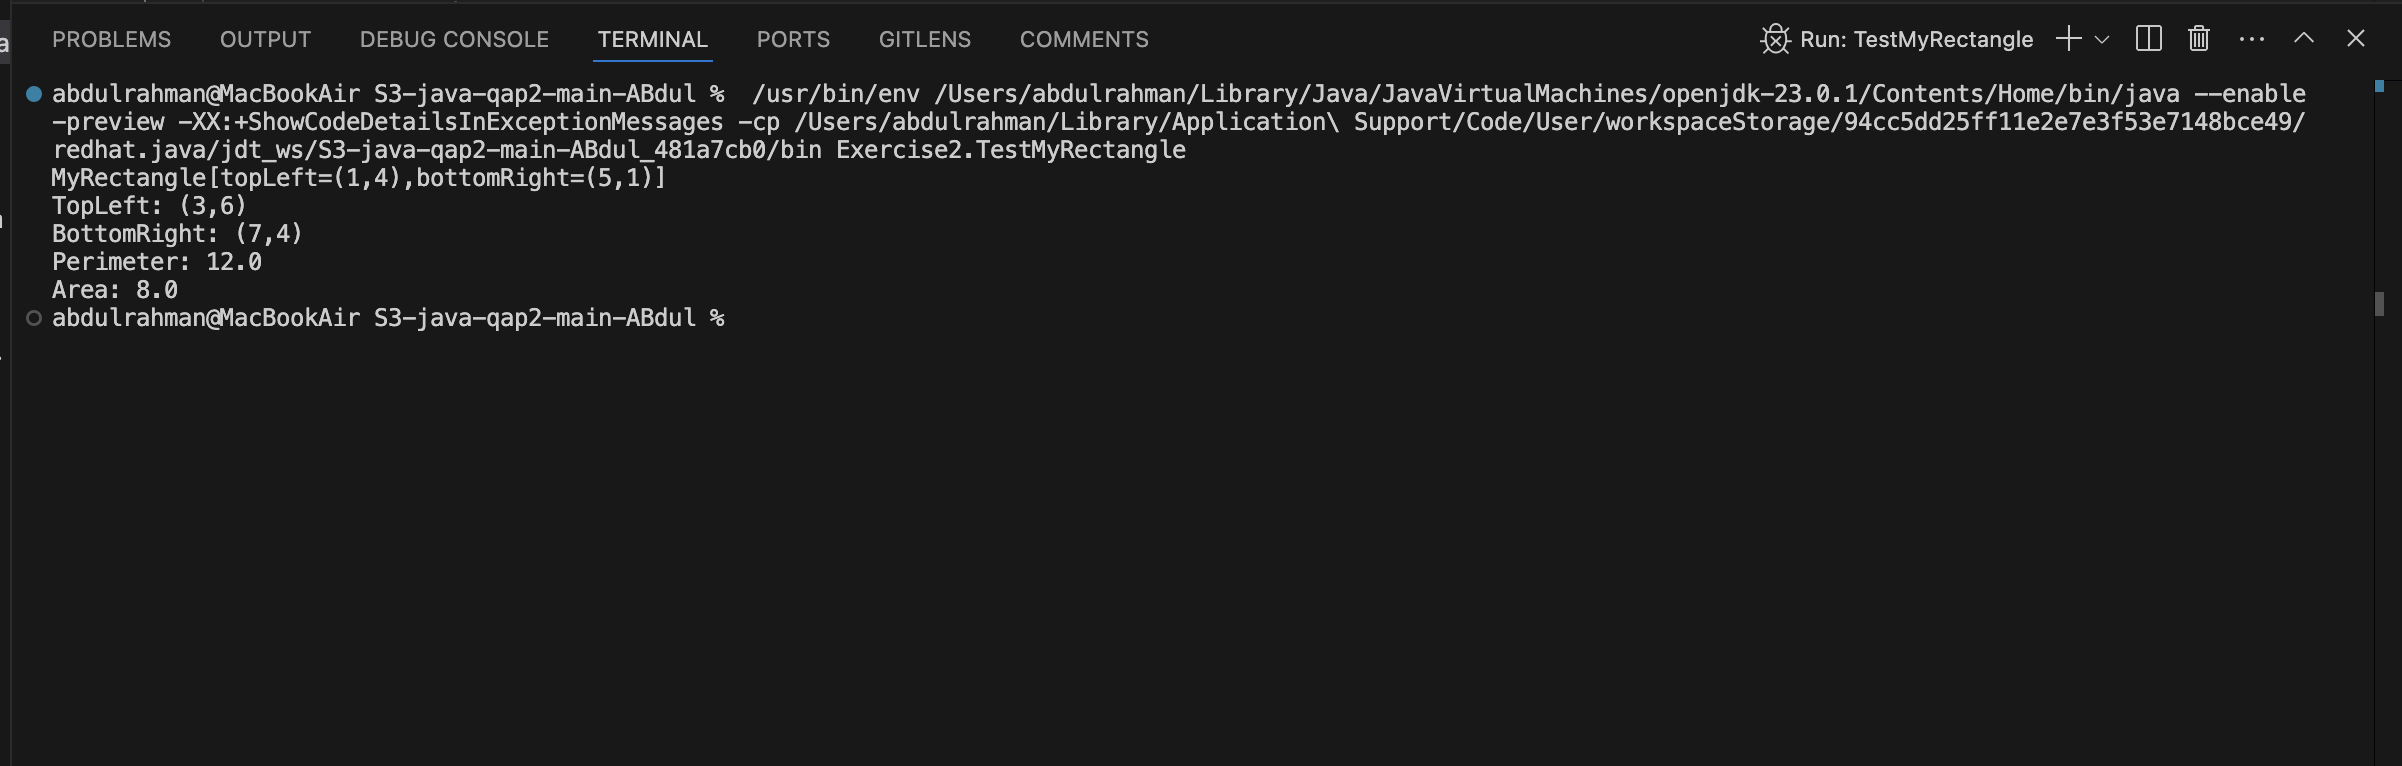 PROBLEMS OUTPUT DEBUG CONSOLE TERMINAL PORTS GITLENS COMMENTS Run: TestMyRectangle
abdulrahman@MacBookAir S3-java-qap2-main-ABdul %  /usr/bin/env /Users/abdulrahman/Library/Java/JavaVirtualMachines/openjdk-23.0.1/Contents/Home/bin/java --enable
-preview -XX:+ShowCodeDetailsInExceptionMessages -cp /Users/abdulrahman/Library/Application\ Support/Code/User/workspaceStorage/94cc5dd25ff11e2e7e3f53e7148bce49/
redhat.java/jdt_ws/S3-java-qap2-main-ABdul_481a7cb0/bin Exercise2.TestMyRectangle
MyRectangle[topLeft=(1,4),bottomRight=(5,1)]
TopLeft: (3,6)
BottomRight: (7,4)
Perimeter: 12.0
Area: 8.0
abdulrahman@MacBookAir S3-java-qap2-main-ABdul %